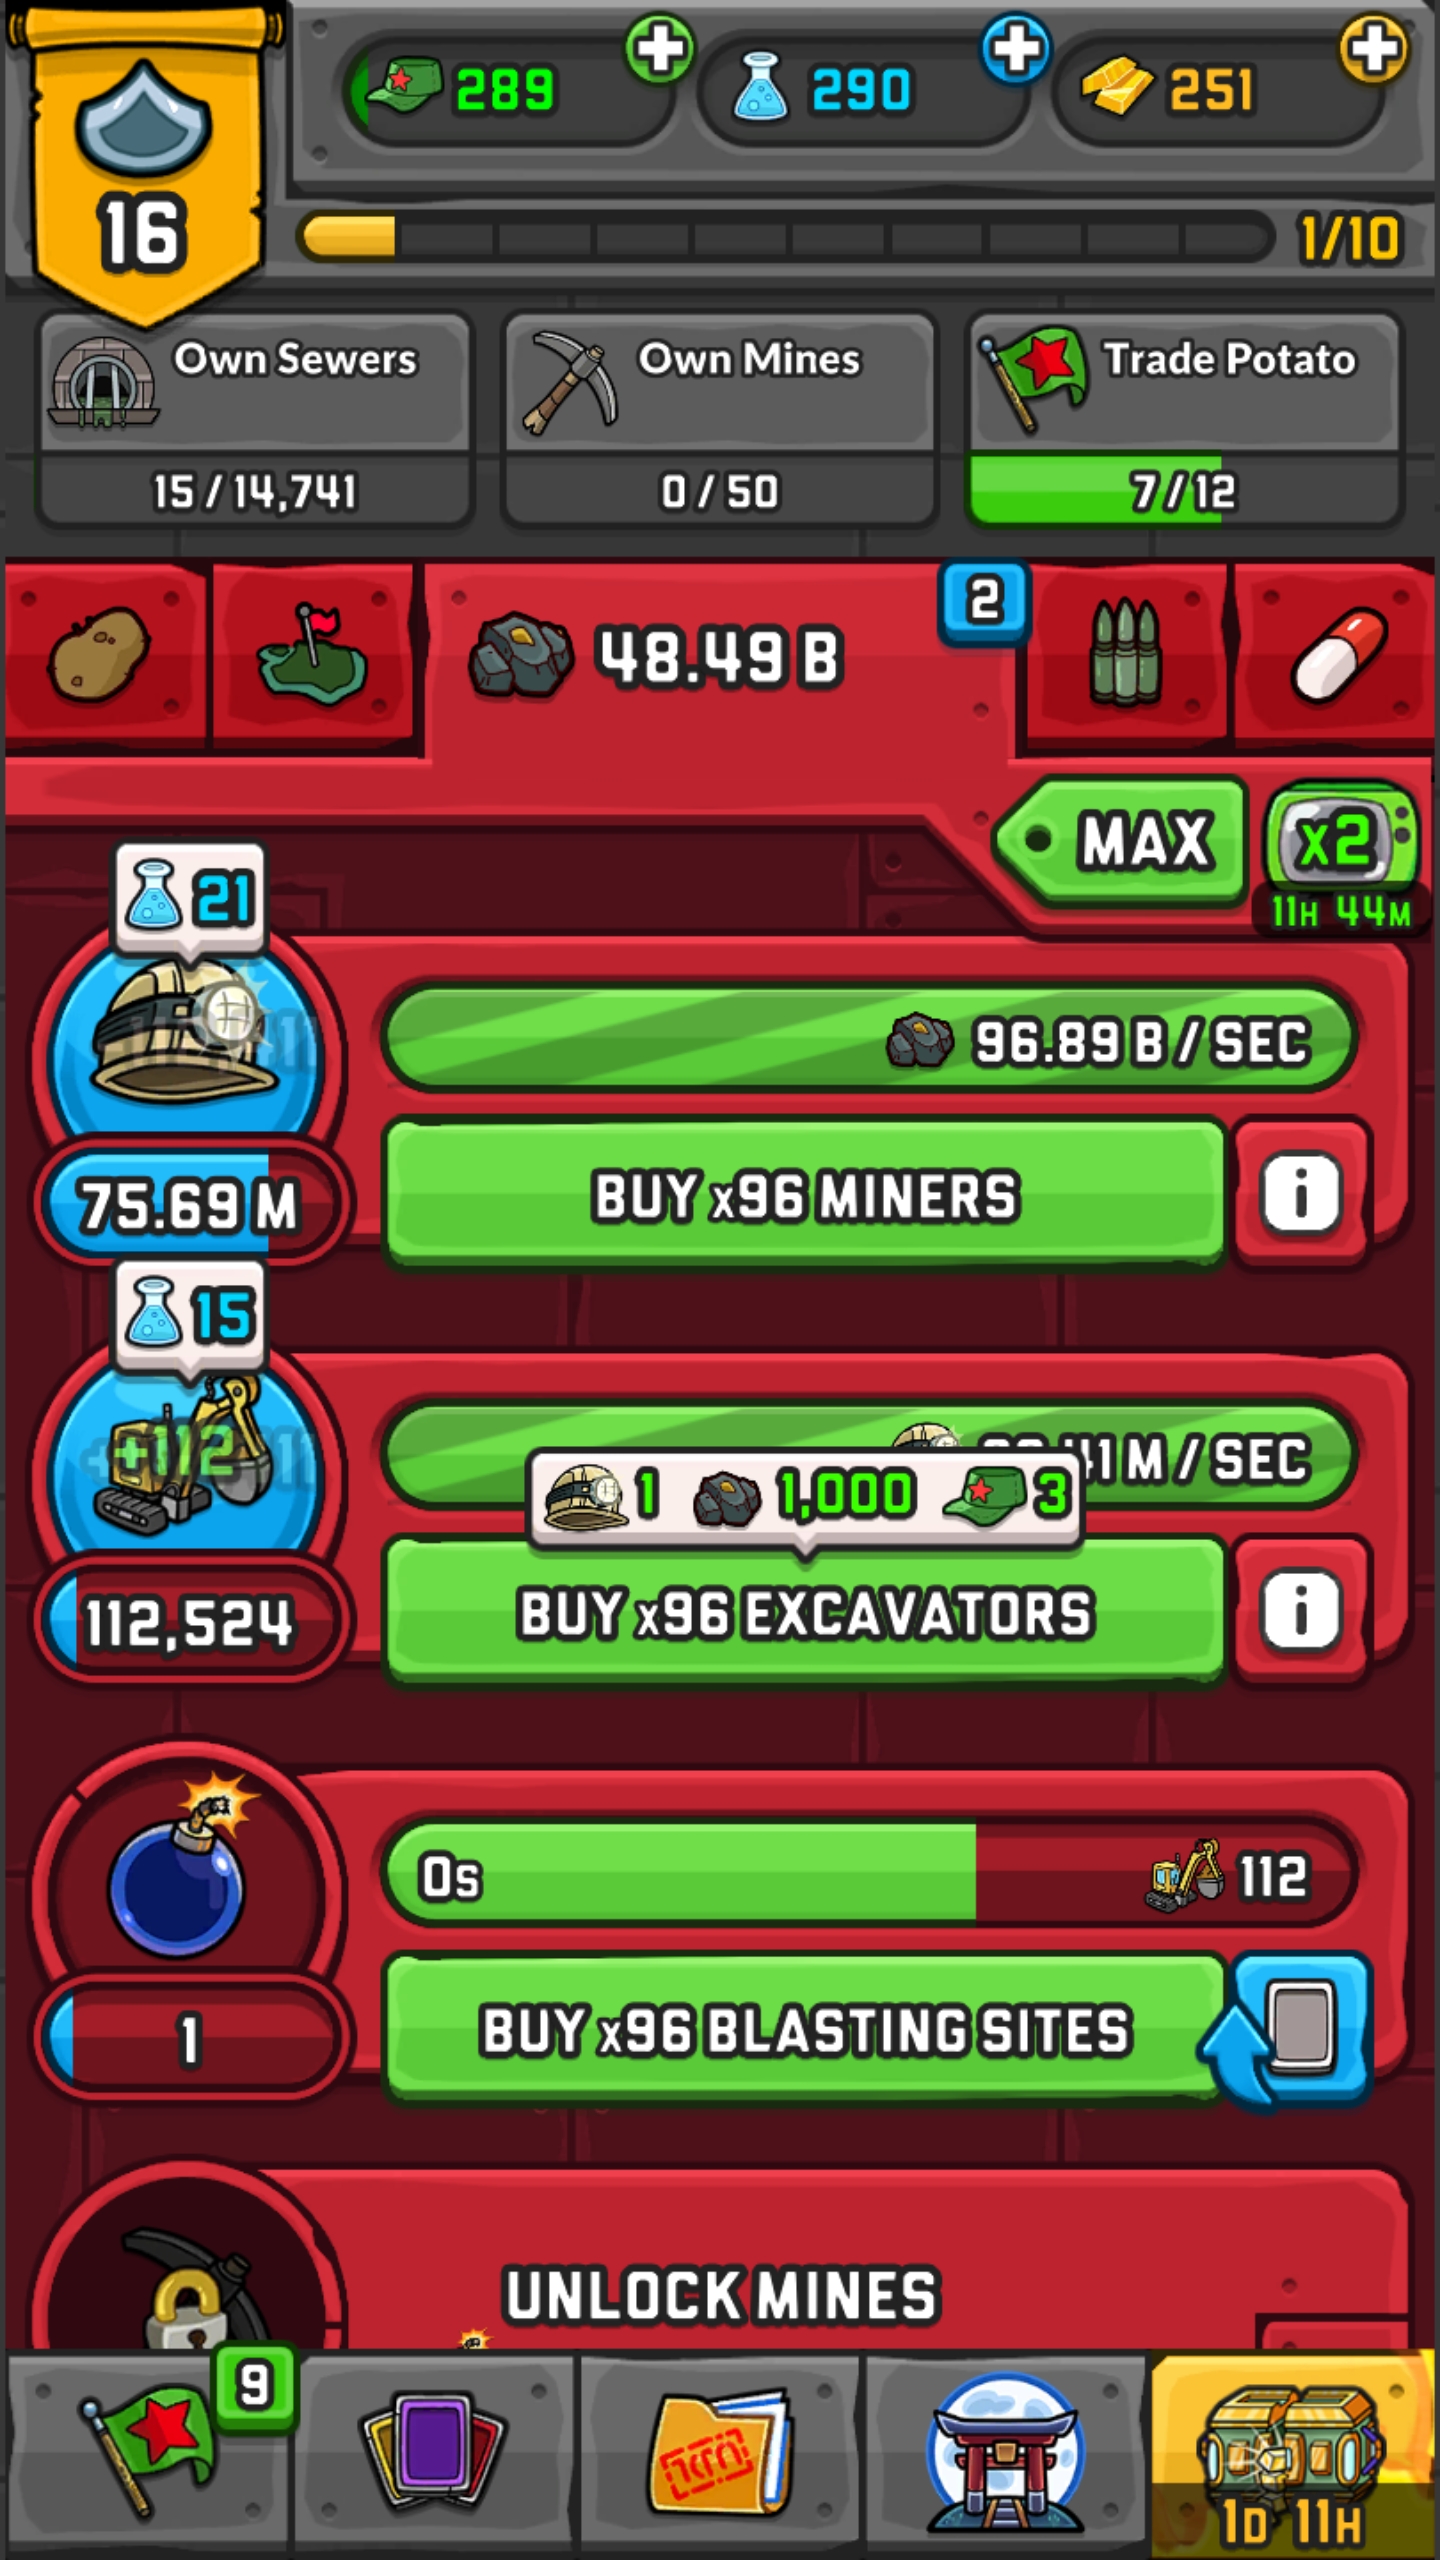 289
290
251
16
1/10
Own Sewers
Own Mines
Trade Potato
15/14,741
0/50
7/12
48.49 B
2
MAX
x2
11H 44M
21
96.89 B / SEC
75.69 M
BUY x96 MINERS
15
+112
M / SEC
1
1,000
3
112,524
BUY x96 EXCAVATORS
0s
112
1
BUY x96 BLASTING SITES
UNLOCK MINES
9
1D 11H